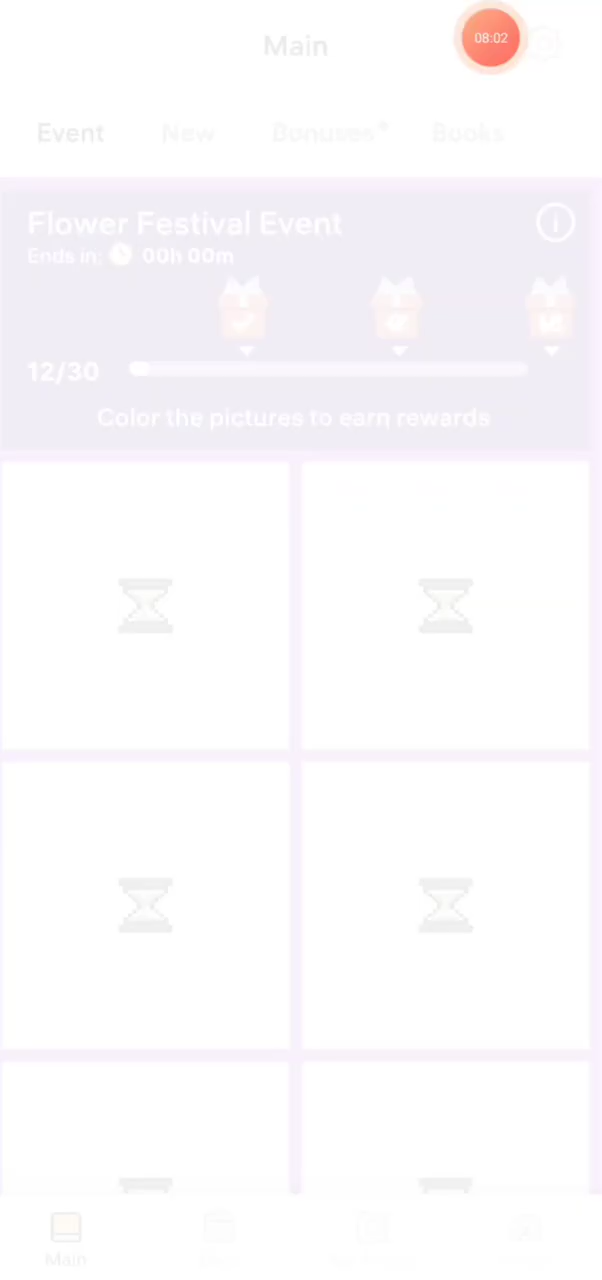 08:02
Main
Event New Bonuses Books
Flower Festival Event
Ends in: 00h 00m
12/30
Color the pictures to earn rewards
Main